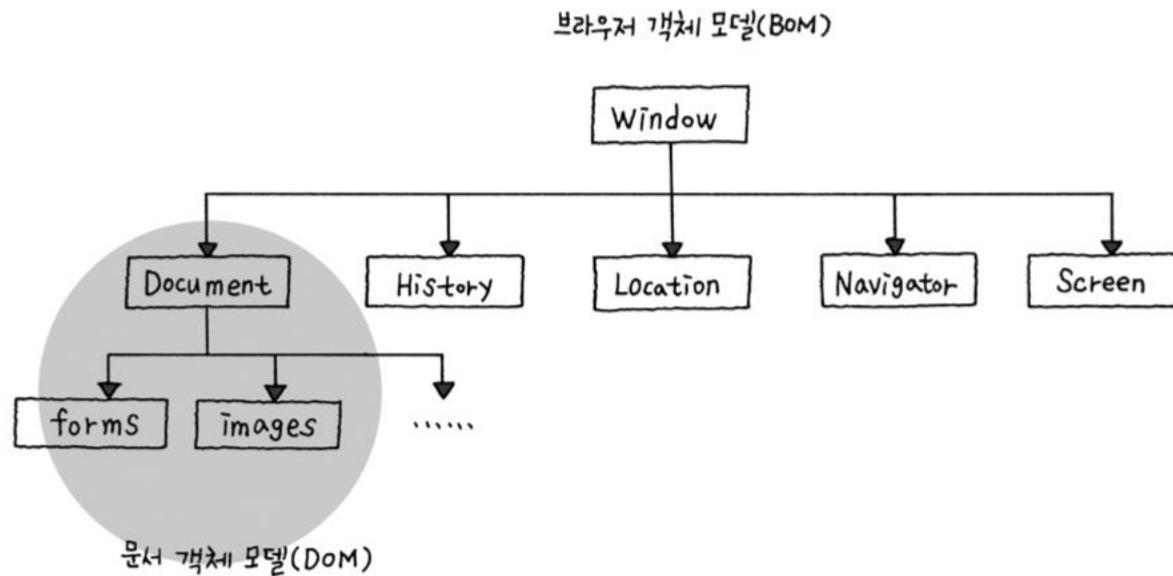 브라우저 객체 모델(BOM)
Window
Document
History
Location
Navigator
Screen
forms
images
......
문서 객체 모델(DOM)